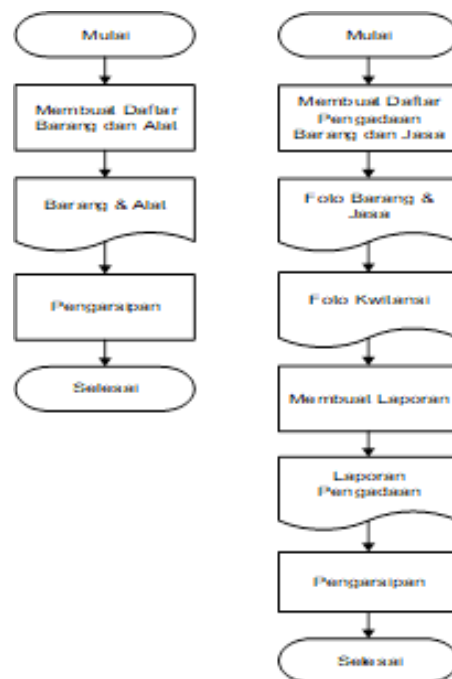 Mulai
Membuat Daftar
Barang dan Alat
Barang & Alat
Pengarsipan
Selesai
Mulai
Membuat Daftar
Pengadaan
Barang dan Jasa
Foto Barang &
Jasa
Foto Kwitansi
Membuat Laporan
Laporan
Pengadaan
Pengarsipan
Selesai